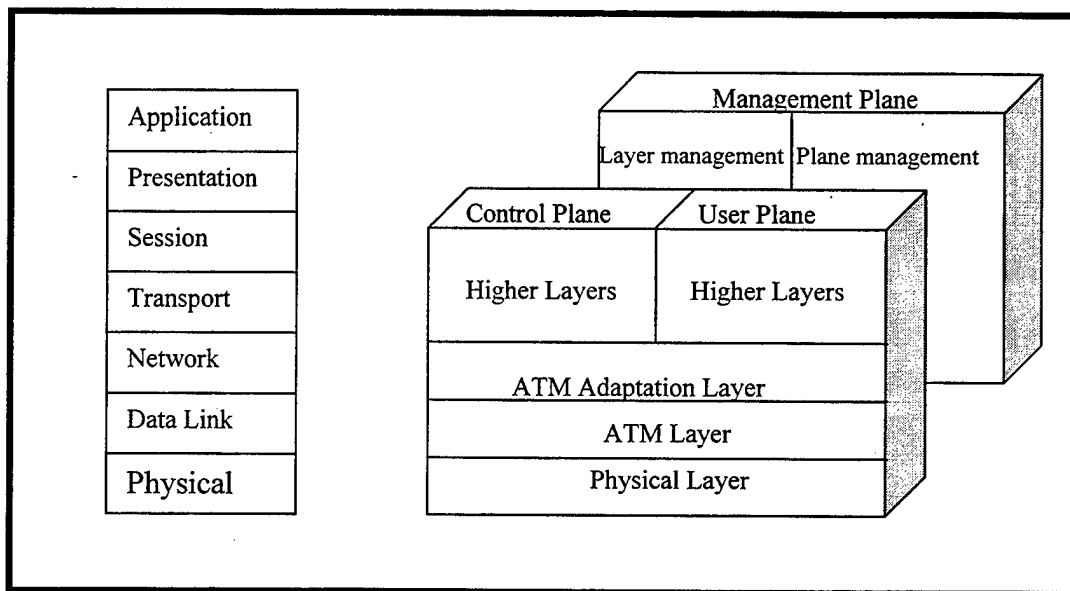 Application
Presentation
Session
Transport
Network
Data Link
Physical
Management Plane
Layer management
Plane management
Control Plane
User Plane
Higher Layers
Higher Layers
ATM Adaptation Layer
ATM Layer
Physical Layer